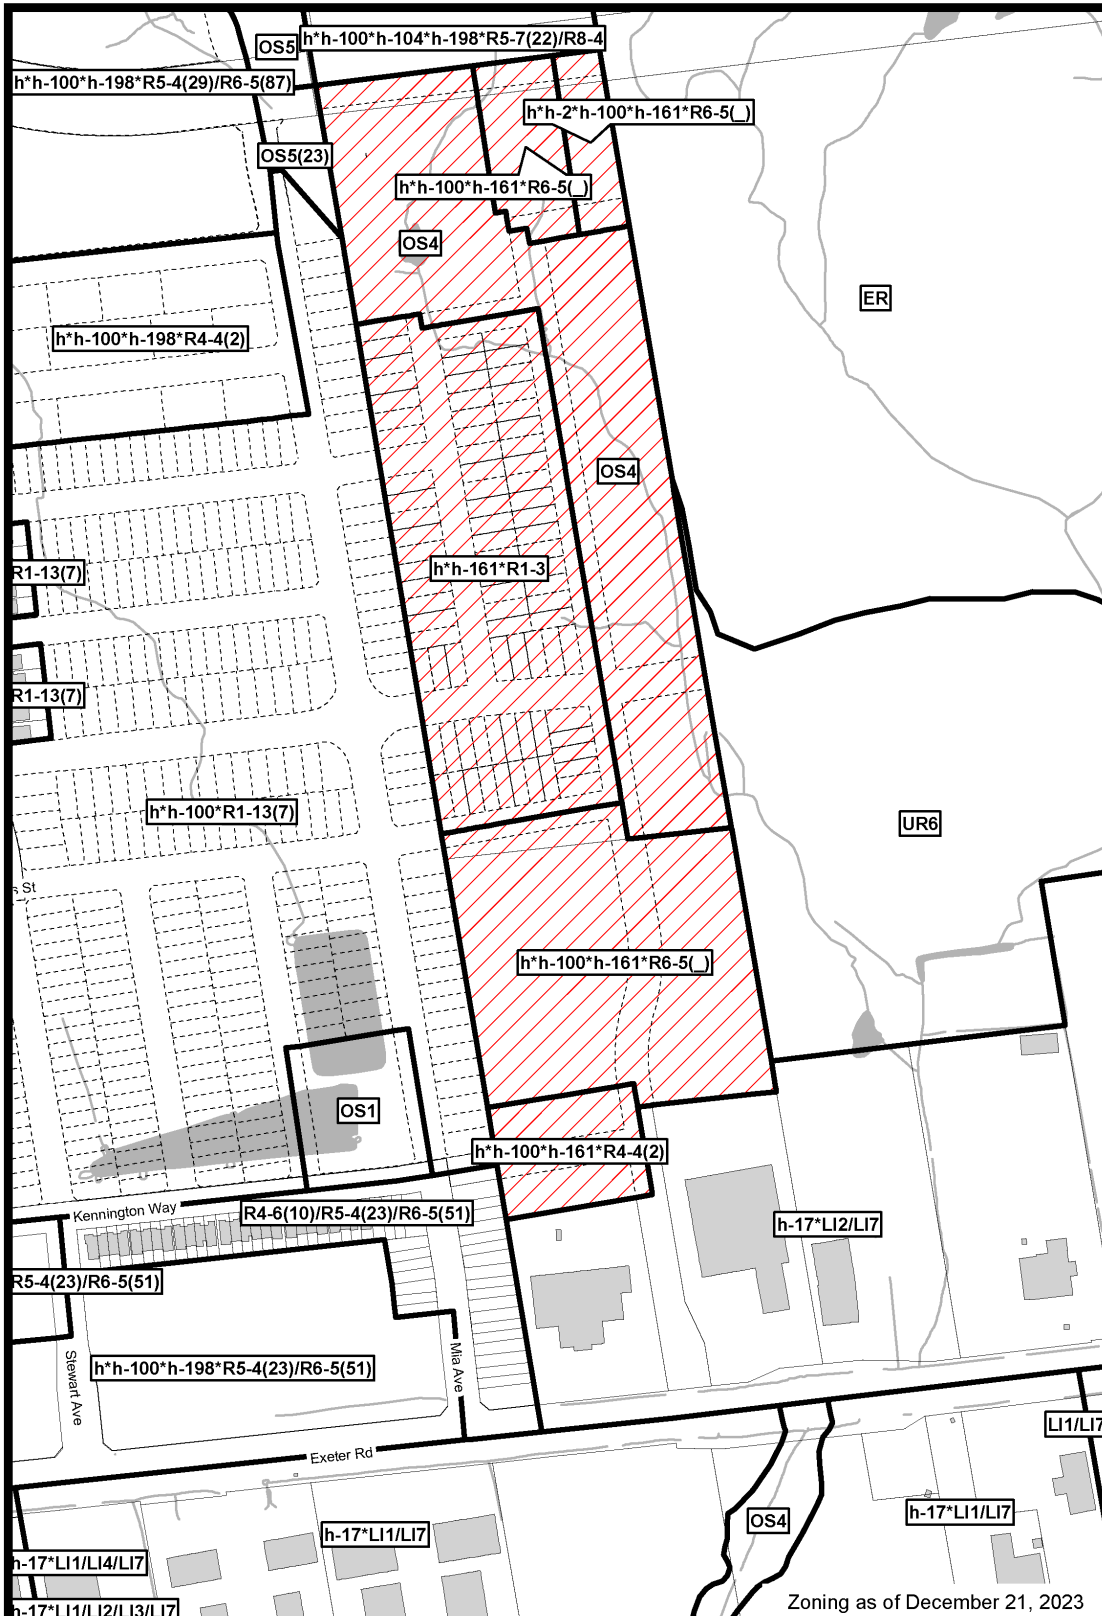 h*h-100*h-104*h-198*R5-7(22)/R8-4
OS5
h*h-100*h-198*R5-4(29)/R6-5(87)
h*h-2*h-100*h-161*R6-5(_)
OS5(23)
h*h-100*h-161*R6-5(_)
OS4
ER
h*h-100*h-198*R4-4(2)
OS4
h*h-161*R1-3
R1-13(7)
R1-13(7)
h*h-100*R1-13(7)
UR6
s St
h*h-100*h-161*R6-5(_)
OS1
h*h-100*h-161*R4-4(2)
Kennington Way
R4-6(10)/R5-4(23)/R6-5(51)
h-17*LI2/LI7
R5-4(23)/R6-5(51)
h*h-100*h-198*R5-4(23)/R6-5(51)
Stewart Ave
Mia Ave
Exeter Rd
LI1/LI7
h-17*LI1/LI7
OS4
h-17*LI1/LI7
h-17*LI1/LI4/LI7
h-17*LI1/LI2/LI3/LI7
Zoning as of December 21, 2023